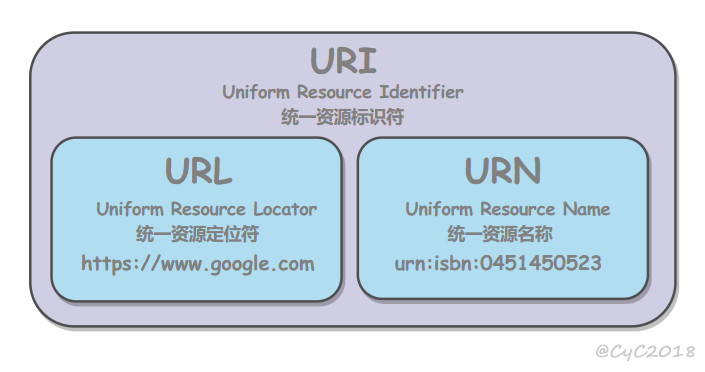 URI
Uniform Resource Identifier
统一资源标识符
URL
Uniform Resource Locator
统一资源定位符
https://www.google.com
URN
Uniform Resource Name
统一资源名称
urn:isbn:0451450523
@CyC2018